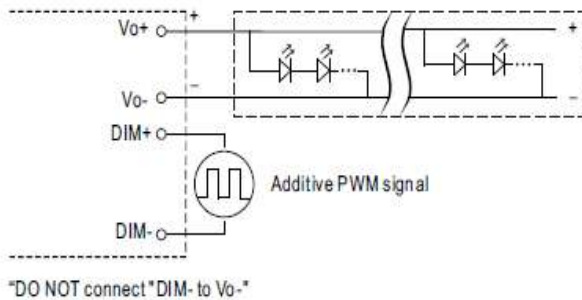 Vo+
+
+
Vo-
−
−
DIM+
Additive PWM signal
DIM-
"DO NOT connect "DIM- to Vo-"